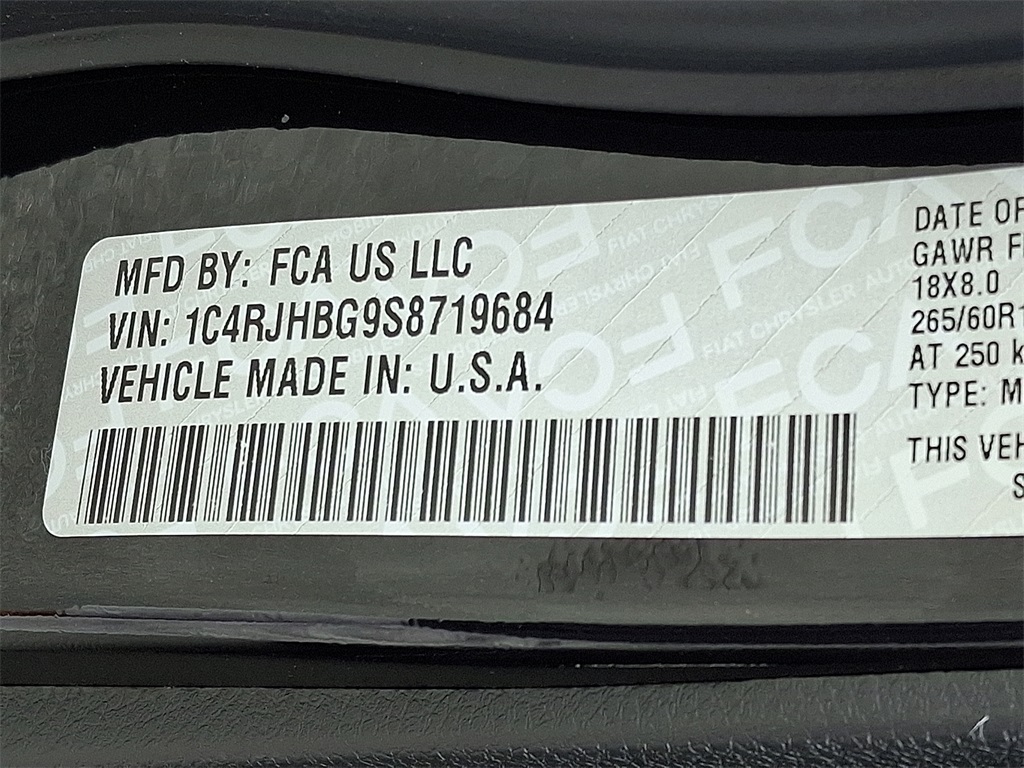 MFD BY: FCA US LLC
VIN: 1C4RJHBG9S8719684
VEHICLE MADE IN: U.S.A.
DATE OF
GAWR F
18X8.0
265/60R1
AT 250 k
TYPE: M
THIS VEH
S